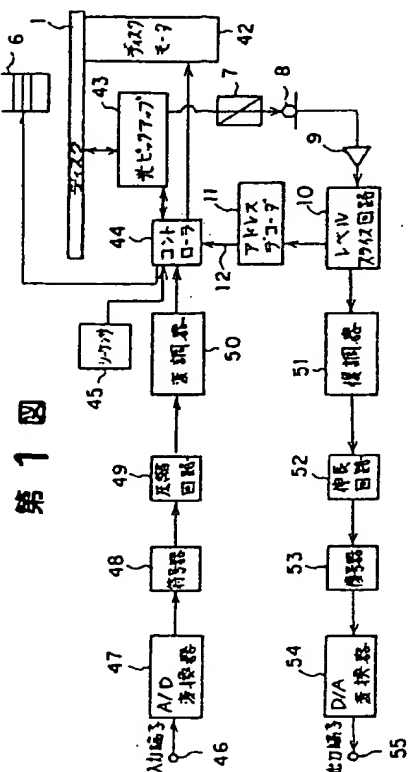 第1図
6
1
ディスク
ディスク
モータ
42
43
光ピックアップ
7
8
9
44
コント
ローラ
11
アドレス
デコーダ
12
10
レベル
スライス回路
45
シーケンサ
50
変調器
51
復調器
49
圧縮
回路
52
伸長
回路
48
符号器
53
復号器
47
A/D
変換器
54
D/A
変換器
入力端子
46
出力端子
55